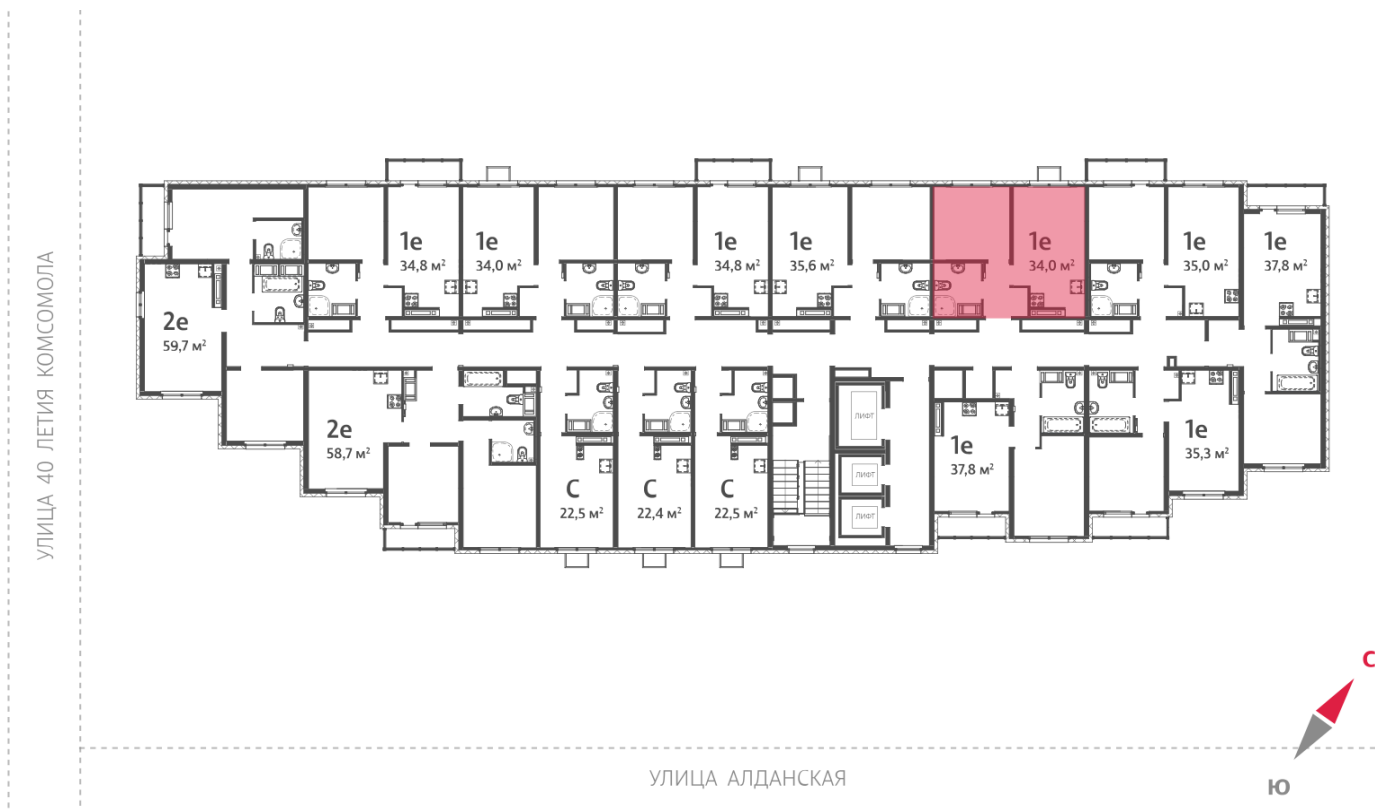 УЛИЦА 40 ЛЕТИЯ КОМСОМОЛА
1е
34,8 м²
1е
34,0 м²
1е
34,8 м²
1е
35,6 м²
1е
34,0 м²
1е
35,0 м²
1е
37,8 м²
2е
59,7 м²
2е
58,7 м²
С
22,5 м²
С
22,4 м²
С
22,5 м²
ЛИФТ
ЛИФТ
ЛИФТ
1е
37,8 м²
1е
35,3 м²
С
Ю
УЛИЦА АЛДАНСКАЯ